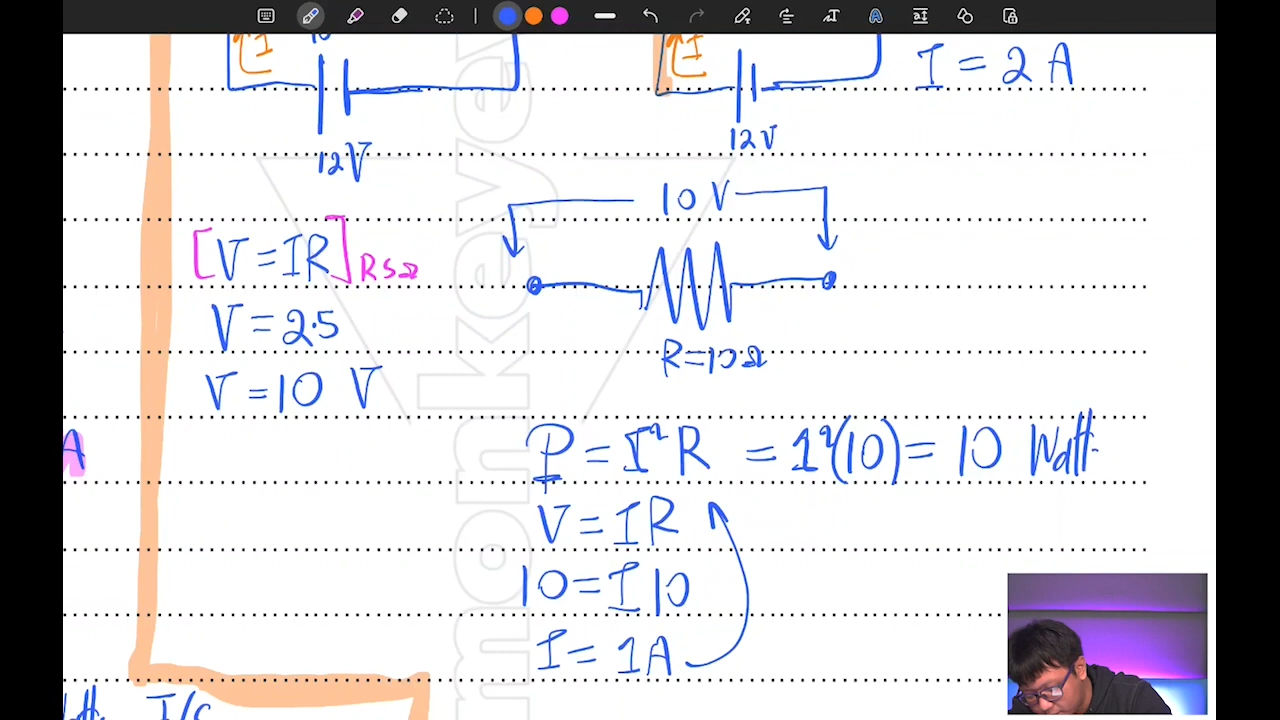 I
I
I = 2 A
12V
12V
10 V
[V = IR] R5Ω
R=10Ω
V = 2.5
V = 10 V
A
P = I²R = 1²(10) = 10 Watt.
V = IR
10 = I 10
I = 1A
monkey